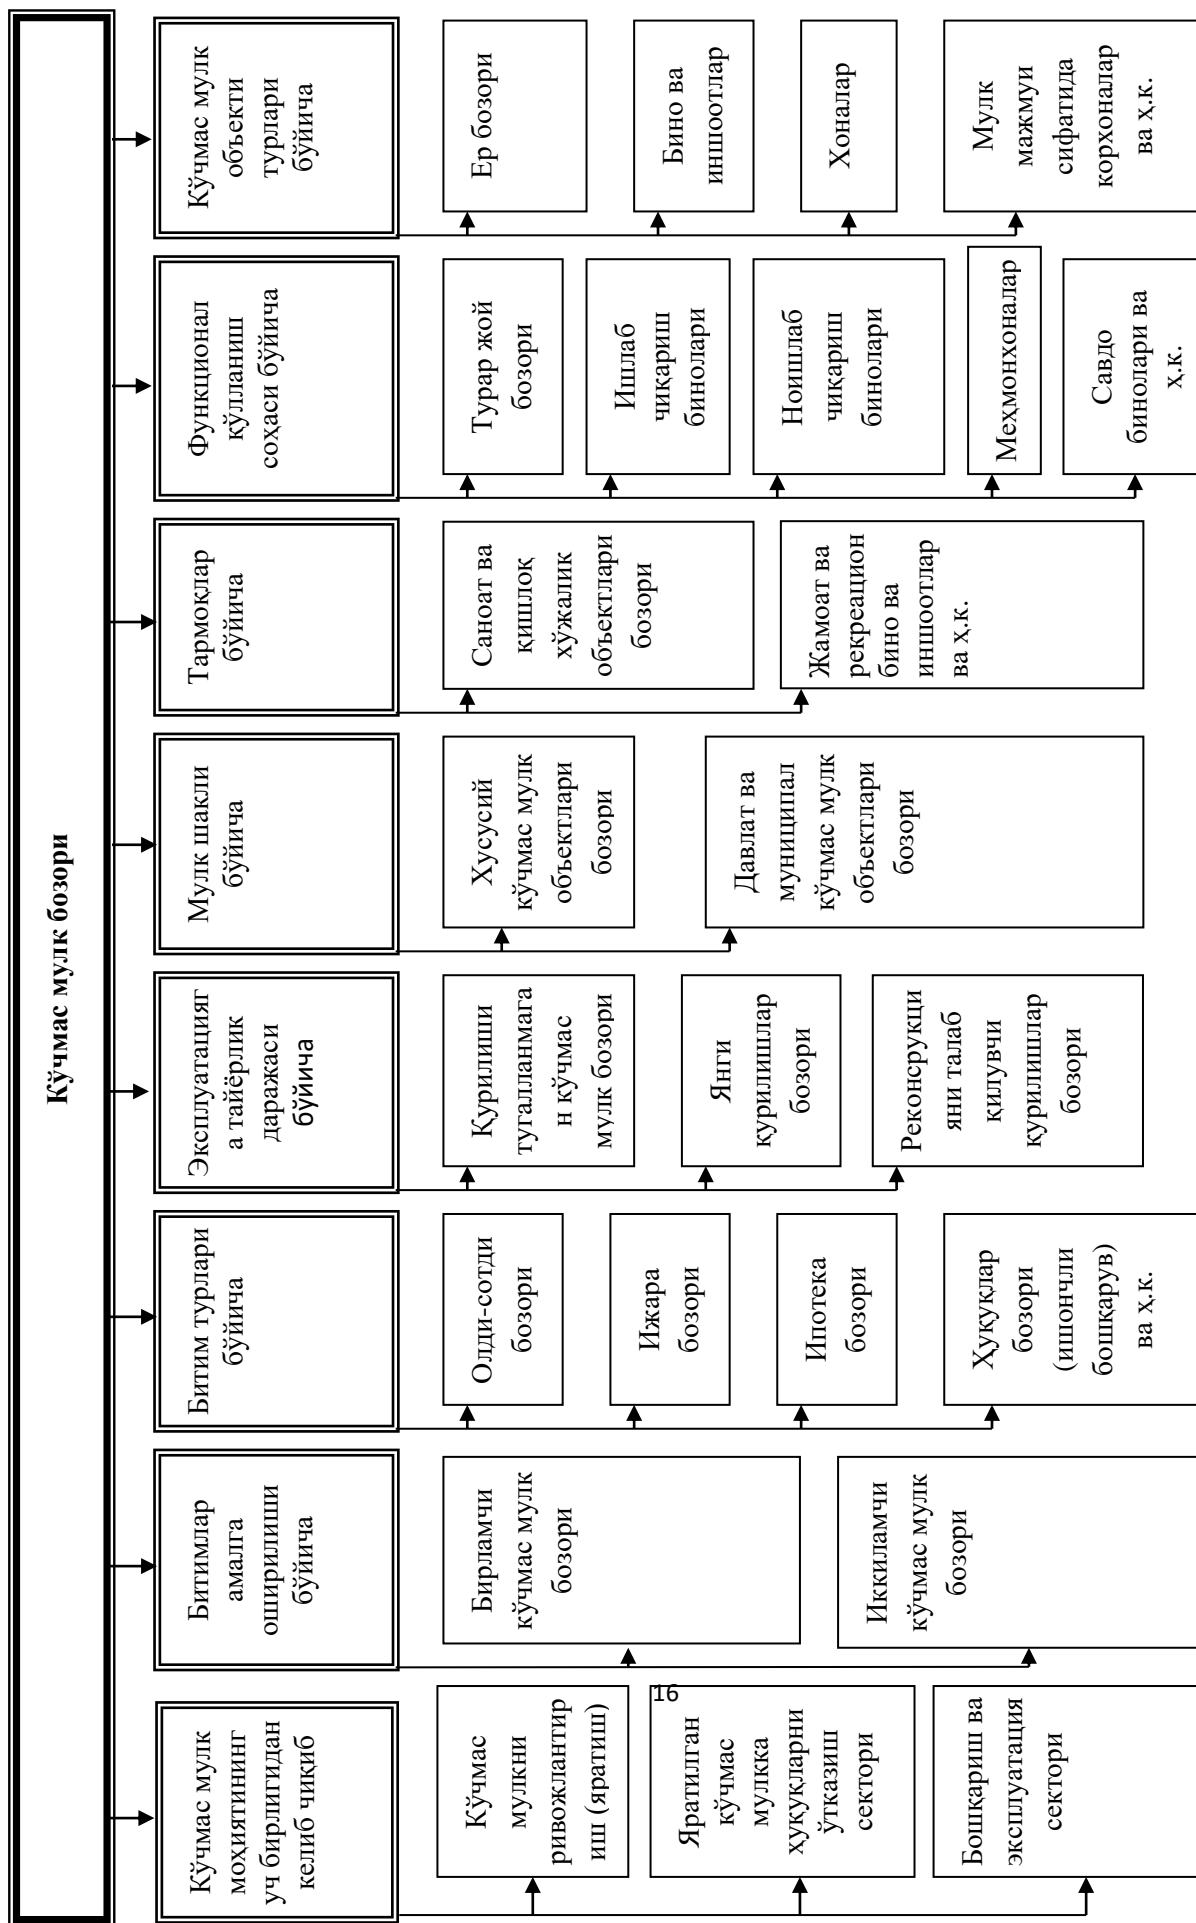 Кўчмас мулк бозори
Кўчмас мулк
моҳиятининг
уч бирлигидан
келиб чиқиб
Кўчмас
мулкни
ривожлантир
иш (яратиш)
Яратилган
кўчмас
мулкка
ҳуқуқларни
ўтказиш
сектори
Бошқариш ва
эксплуатация
сектори
Битимлар
амалга
оширилиши
бўйича
Бирламчи
кўчмас мулк
бозори
Иккиламчи
кўчмас мулк
бозори
Битим турлари
бўйича
Олди-сотди
бозори
Ижара
бозори
Ипотека
бозори
Ҳуқуқлар
бозори
(ишончли
бошқарув)
ва ҳ.к.
Эксплуатацияг
а тайёрлик
даражаси
бўйича
Қурилиши
тугалланмага
н кўчмас
мулк бозори
Янги
қурилишлар
бозори
Реконсрукци
яни талаб
қилувчи
қурилишлар
бозори
Мулк шакли
бўйича
Хусусий
кўчмас мулк
объектлари
бозори
Давлат ва
муниципал
кўчмас мулк
объектлари
бозори
Тармоқлар
бўйича
Саноат ва
қишлоқ
хўжалик
объектлари
бозори
Жамоат ва
рекреацион
бино ва
иншоотлар
ва ҳ.к.
Функционал
қўлланиш
соҳаси бўйича
Турар жой
бозори
Ишлаб
чиқариш
бинолари
Ноишлаб
чиқариш
бинолари
Меҳмонхоналар
Савдо
бинолари ва
ҳ.к.
Кўчмас мулк
объекти
турлари
бўйича
Ер бозори
Бино ва
иншоотлар
Хоналар
Мулк
мажмуи
сифатида
корхоналар
ва ҳ.к.
16